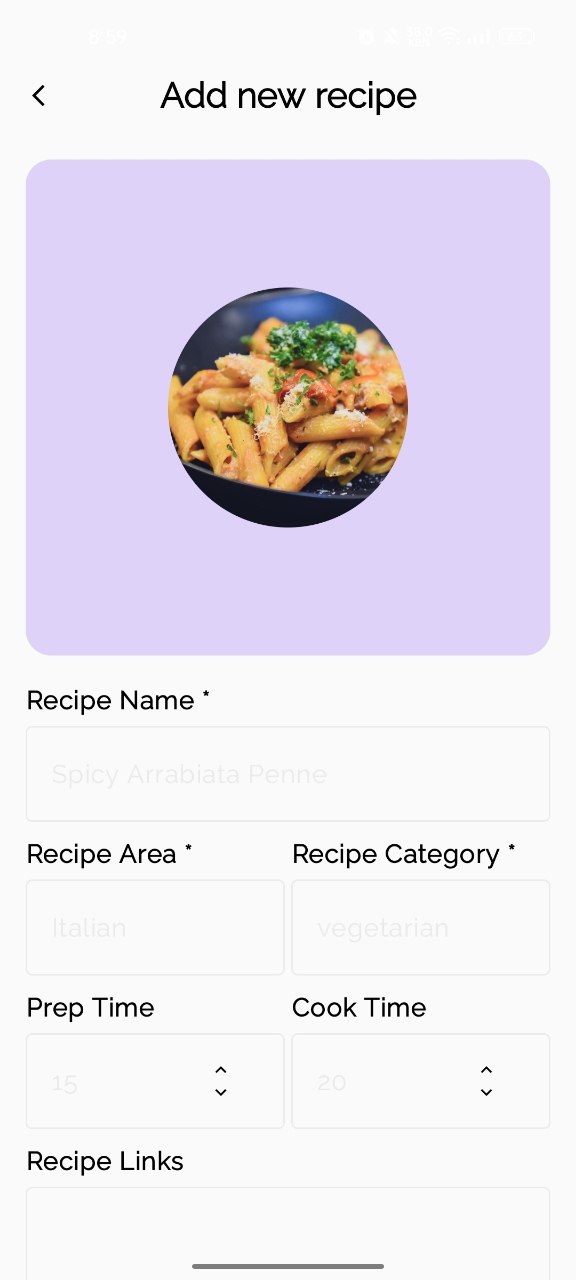 6:59
Add new recipe
Recipe Name *
Spicy Arrabiata Penne
Recipe Area *
Recipe Category *
Italian
vegetarian
Prep Time
Cook Time
15
20
Recipe Links